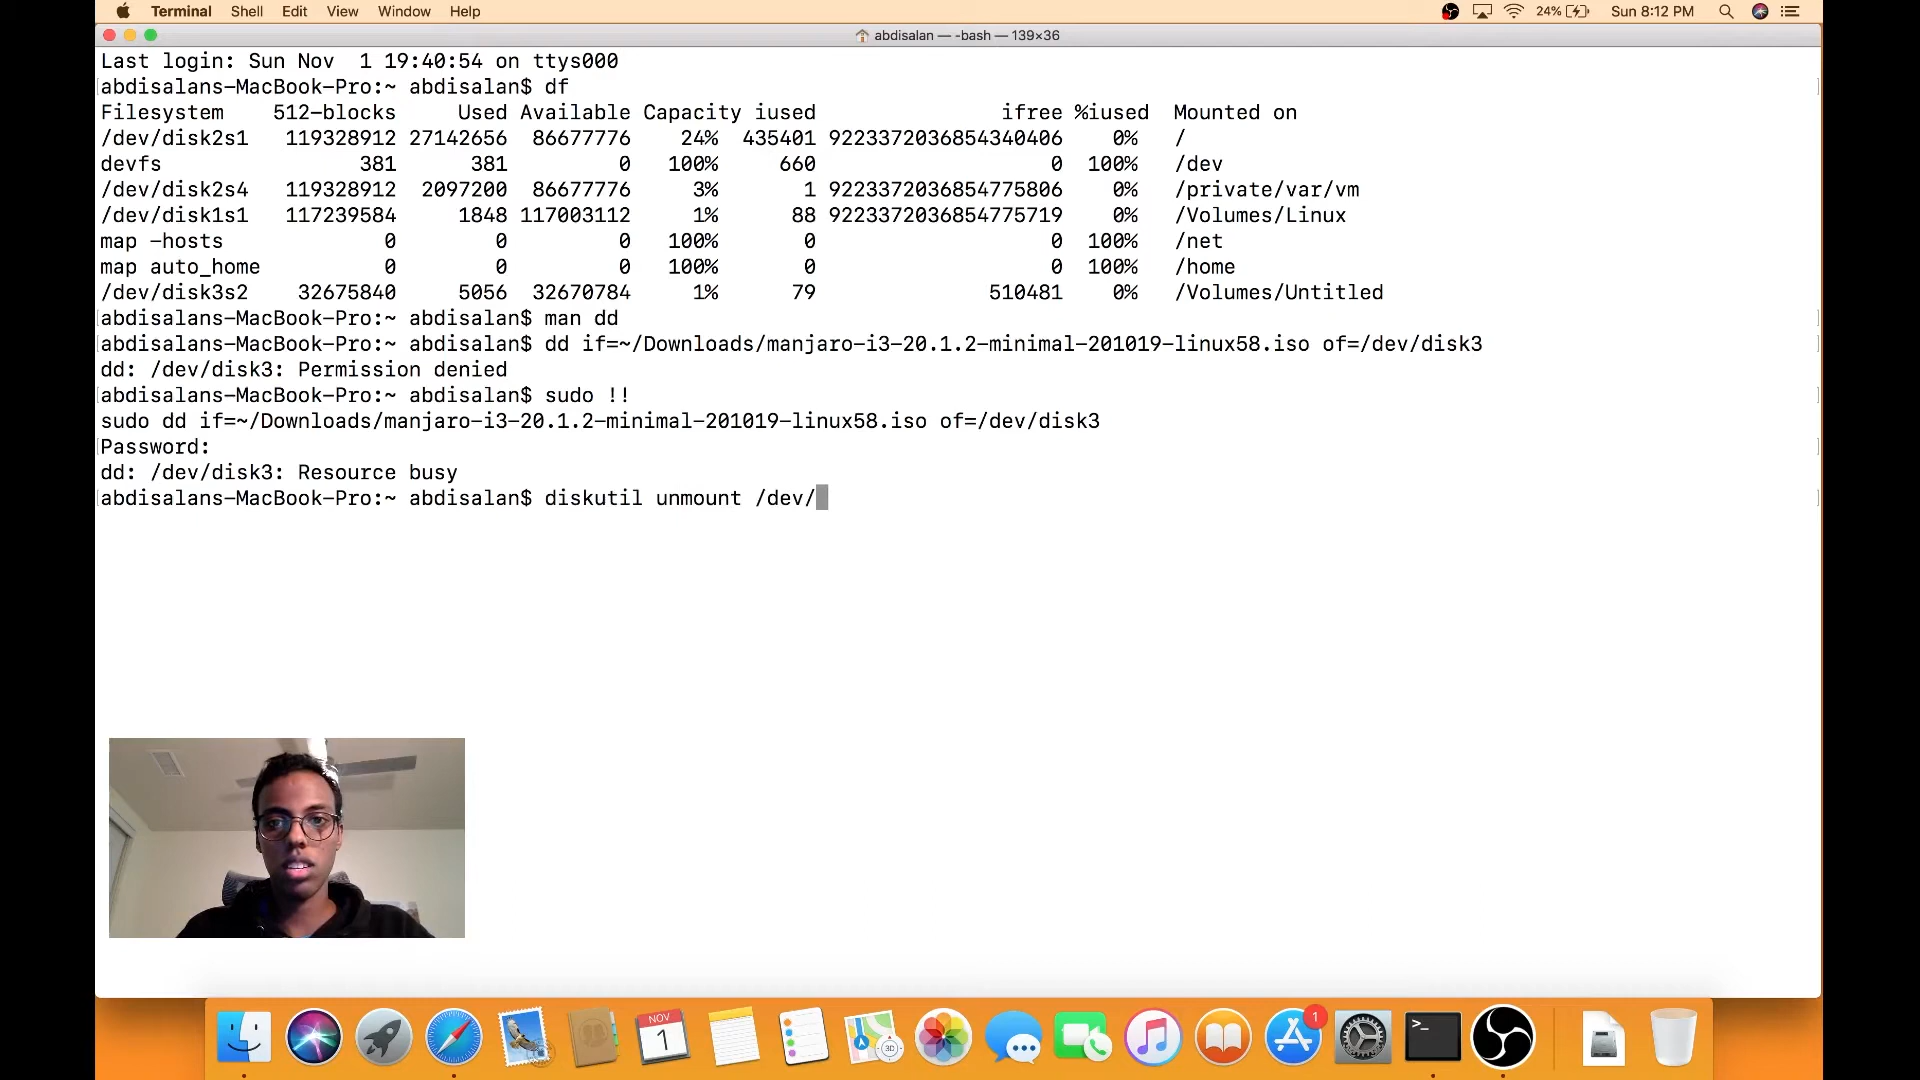 Terminal Shell Edit View Window Help 24% Sun 8:12 PM
abdisalan — -bash — 139×36
Last login: Sun Nov  1 19:40:54 on ttys000
abdisalans-MacBook-Pro:~ abdisalan$ df
Filesystem    512-blocks     Used Available Capacity iused               ifree %iused  Mounted on
/dev/disk2s1   119328912 27142656  86677776    24%  435401 9223372036854340406    0%   /
devfs                381      381         0   100%     660                   0  100%   /dev
/dev/disk2s4   119328912  2097200  86677776     3%       1 9223372036854775806    0%   /private/var/vm
/dev/disk1s1   117239584     1848 117003112     1%      88 9223372036854775719    0%   /Volumes/Linux
map -hosts             0        0         0   100%       0                   0  100%   /net
map auto_home          0        0         0   100%       0                   0  100%   /home
/dev/disk3s2    32675840     5056  32670784     1%      79              510481    0%   /Volumes/Untitled
abdisalans-MacBook-Pro:~ abdisalan$ man dd
abdisalans-MacBook-Pro:~ abdisalan$ dd if=~/Downloads/manjaro-i3-20.1.2-minimal-201019-linux58.iso of=/dev/disk3
dd: /dev/disk3: Permission denied
abdisalans-MacBook-Pro:~ abdisalan$ sudo !!
sudo dd if=~/Downloads/manjaro-i3-20.1.2-minimal-201019-linux58.iso of=/dev/disk3
Password:
dd: /dev/disk3: Resource busy
abdisalans-MacBook-Pro:~ abdisalan$ diskutil unmount /dev/
NOV
1
3D
1
>_